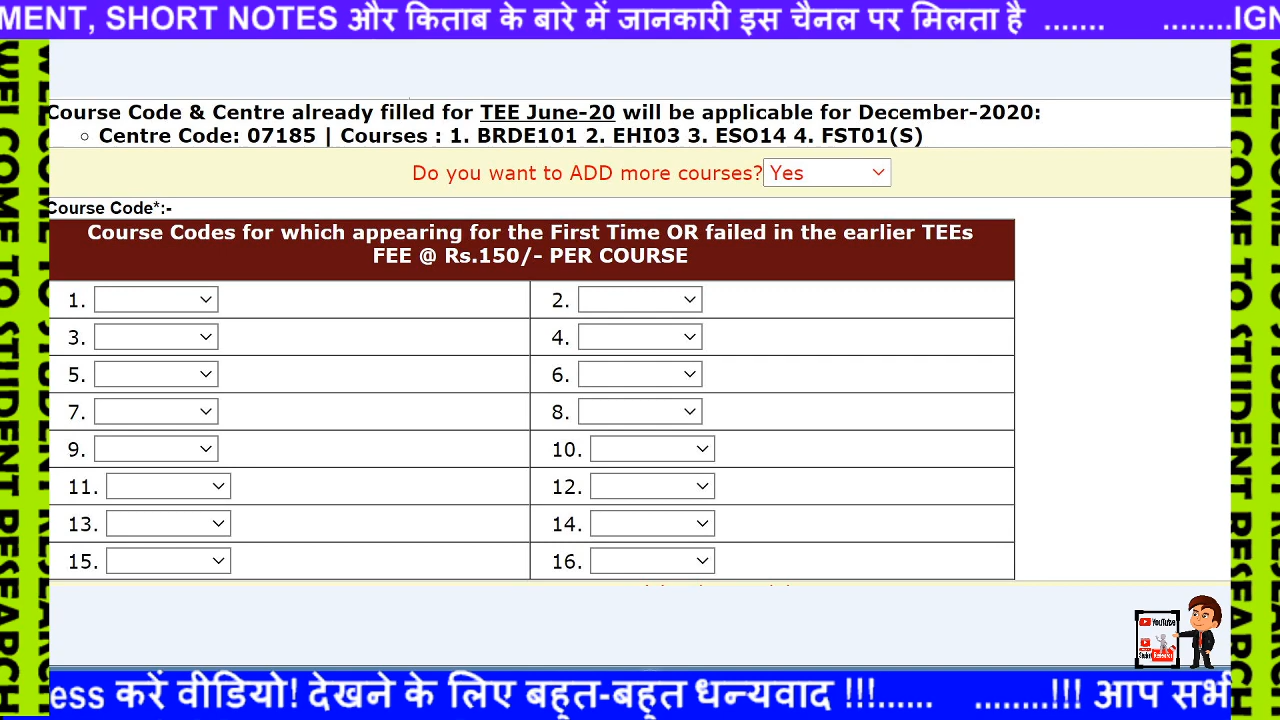 MENT, SHORT NOTES और किताब के बारे में जानकारी इस चैनल पर मिलता है ....... ........IGN
WELCOME TO STUDENT RESEARCH
Course Code & Centre already filled for TEE June-20 will be applicable for December-2020:
Centre Code: 07185 | Courses : 1. BRDE101 2. EHI03 3. ESO14 4. FST01(S)
Do you want to ADD more courses? Yes
Course Code*:-
Course Codes for which appearing for the First Time OR failed in the earlier TEEs
FEE @ Rs.150/- PER COURSE
1. 2.
3. 4.
5. 6.
7. 8.
9. 10.
11. 12.
13. 14.
15. 16.
YouTube
WELCOME TO STUDENT RESEARCH
ess करें वीडियो! देखने के लिए बहुत-बहुत धन्यवाद !!!...... ........!!! आप सभी